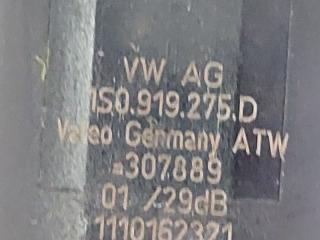 VW AG
1S0.919.275.D
Valeo Germany ATW
=307889
01 /29dB
1110162321